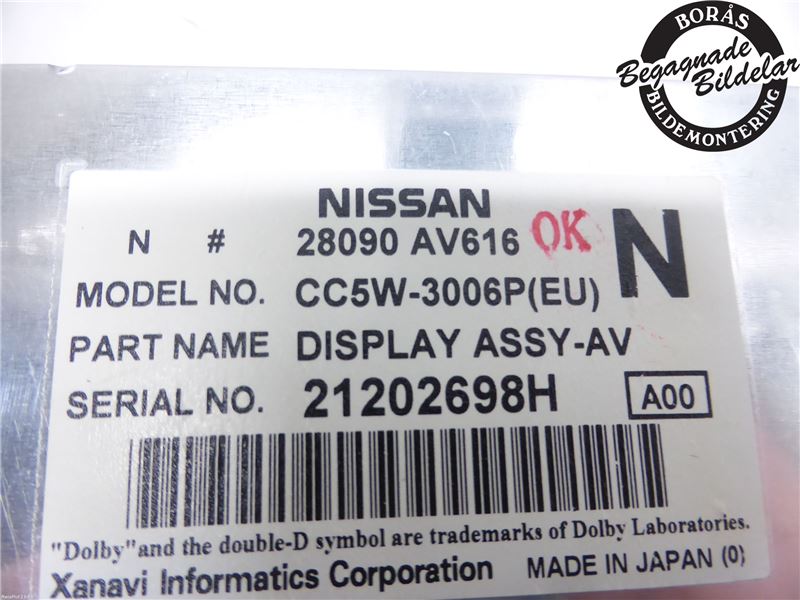 BORÅS
Begagnade
Bildelar
BILDEMONTERING
NISSAN
N # 28090 AV616 OK N
MODEL NO. CC5W-3006P(EU)
PART NAME DISPLAY ASSY-AV
SERIAL NO. 21202698H A00
"Dolby"and the double-D symbol are trademarks of Dolby Laboratories.
Xanavi Informatics Corporation MADE IN JAPAN (0)